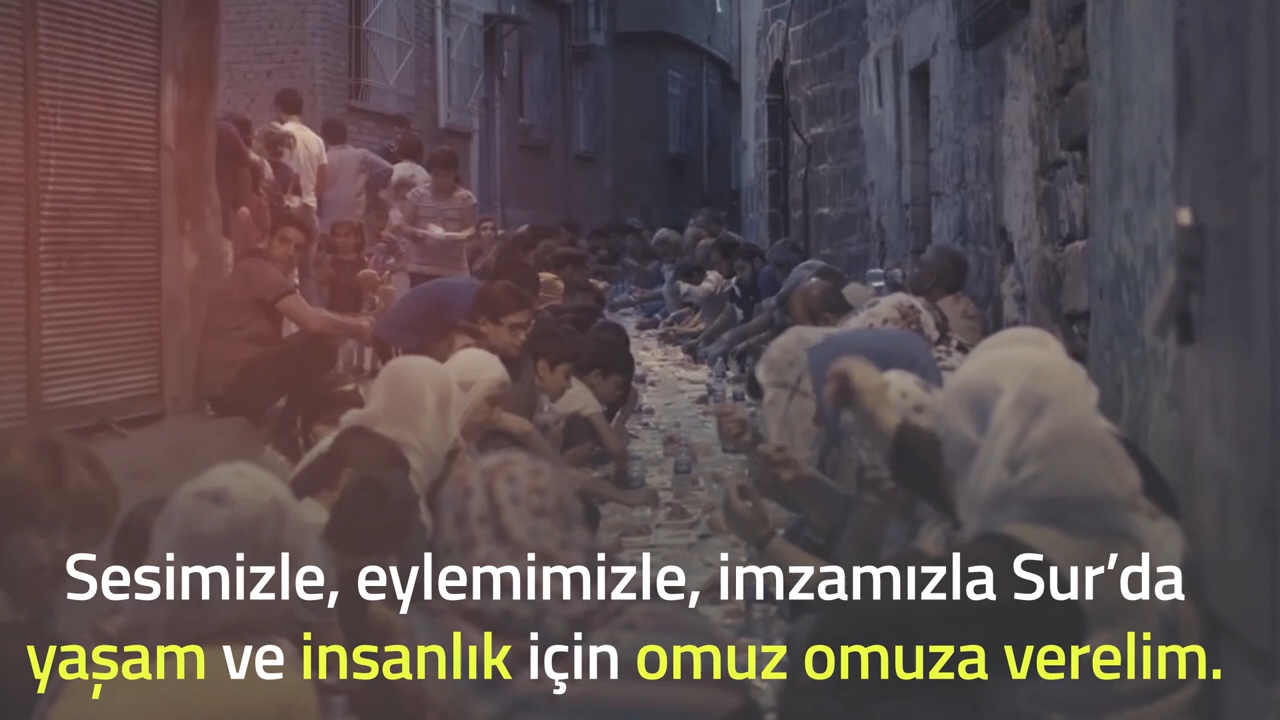 Sesimizle, eylemimizle, imzamızla Sur’da
yaşam ve insanlık için omuz omuza verelim.